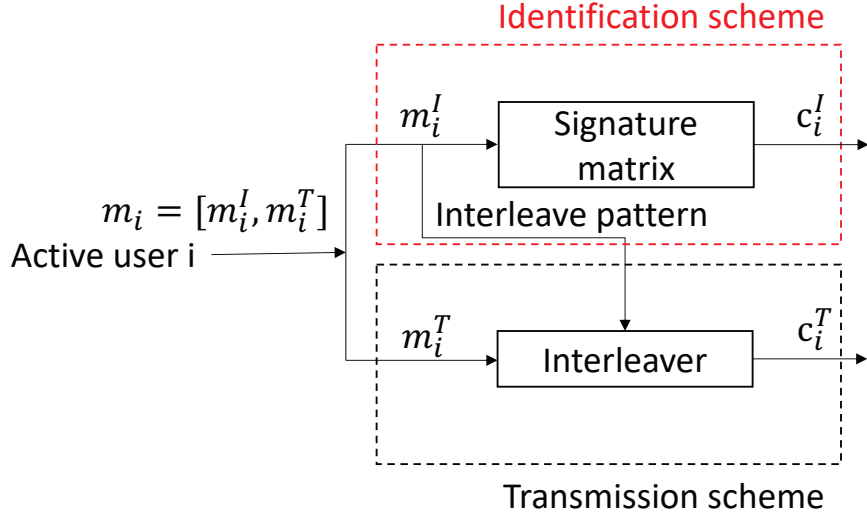 Identification scheme
m_i^I
Signature
matrix
c_i^I
m_i = [m_i^I, m_i^T]
Interleave pattern
Active user i
m_i^T
Interleaver
c_i^T
Transmission scheme